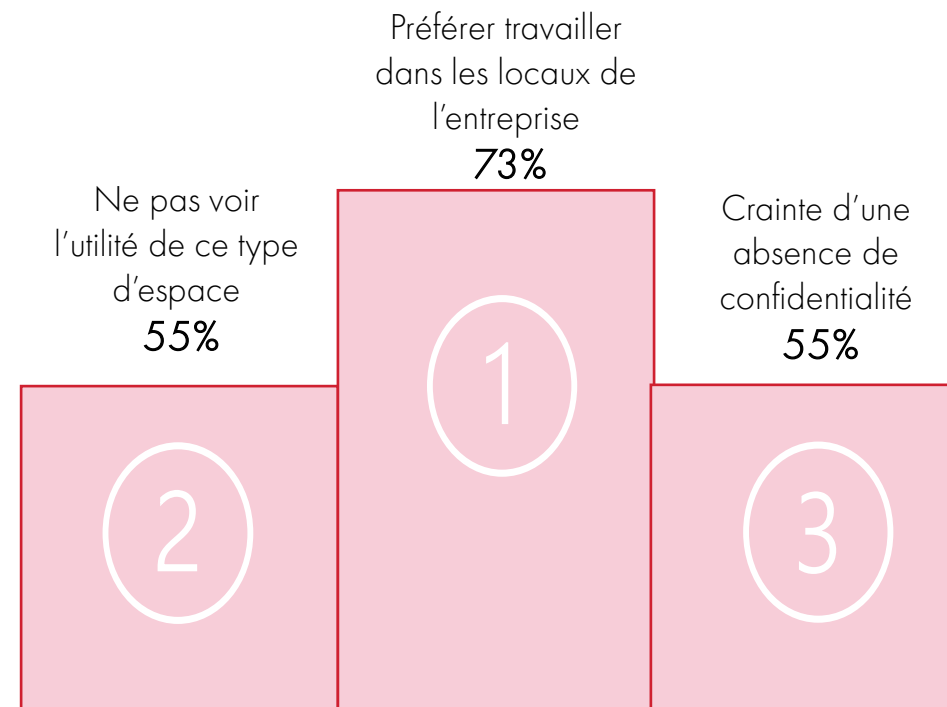 Préférer travailler
dans les locaux de
l'entreprise
73%
Ne pas voir
l'utilité de ce type
d'espace
55%
Crainte d'une
absence de
confidentialité
55%
1
2
3